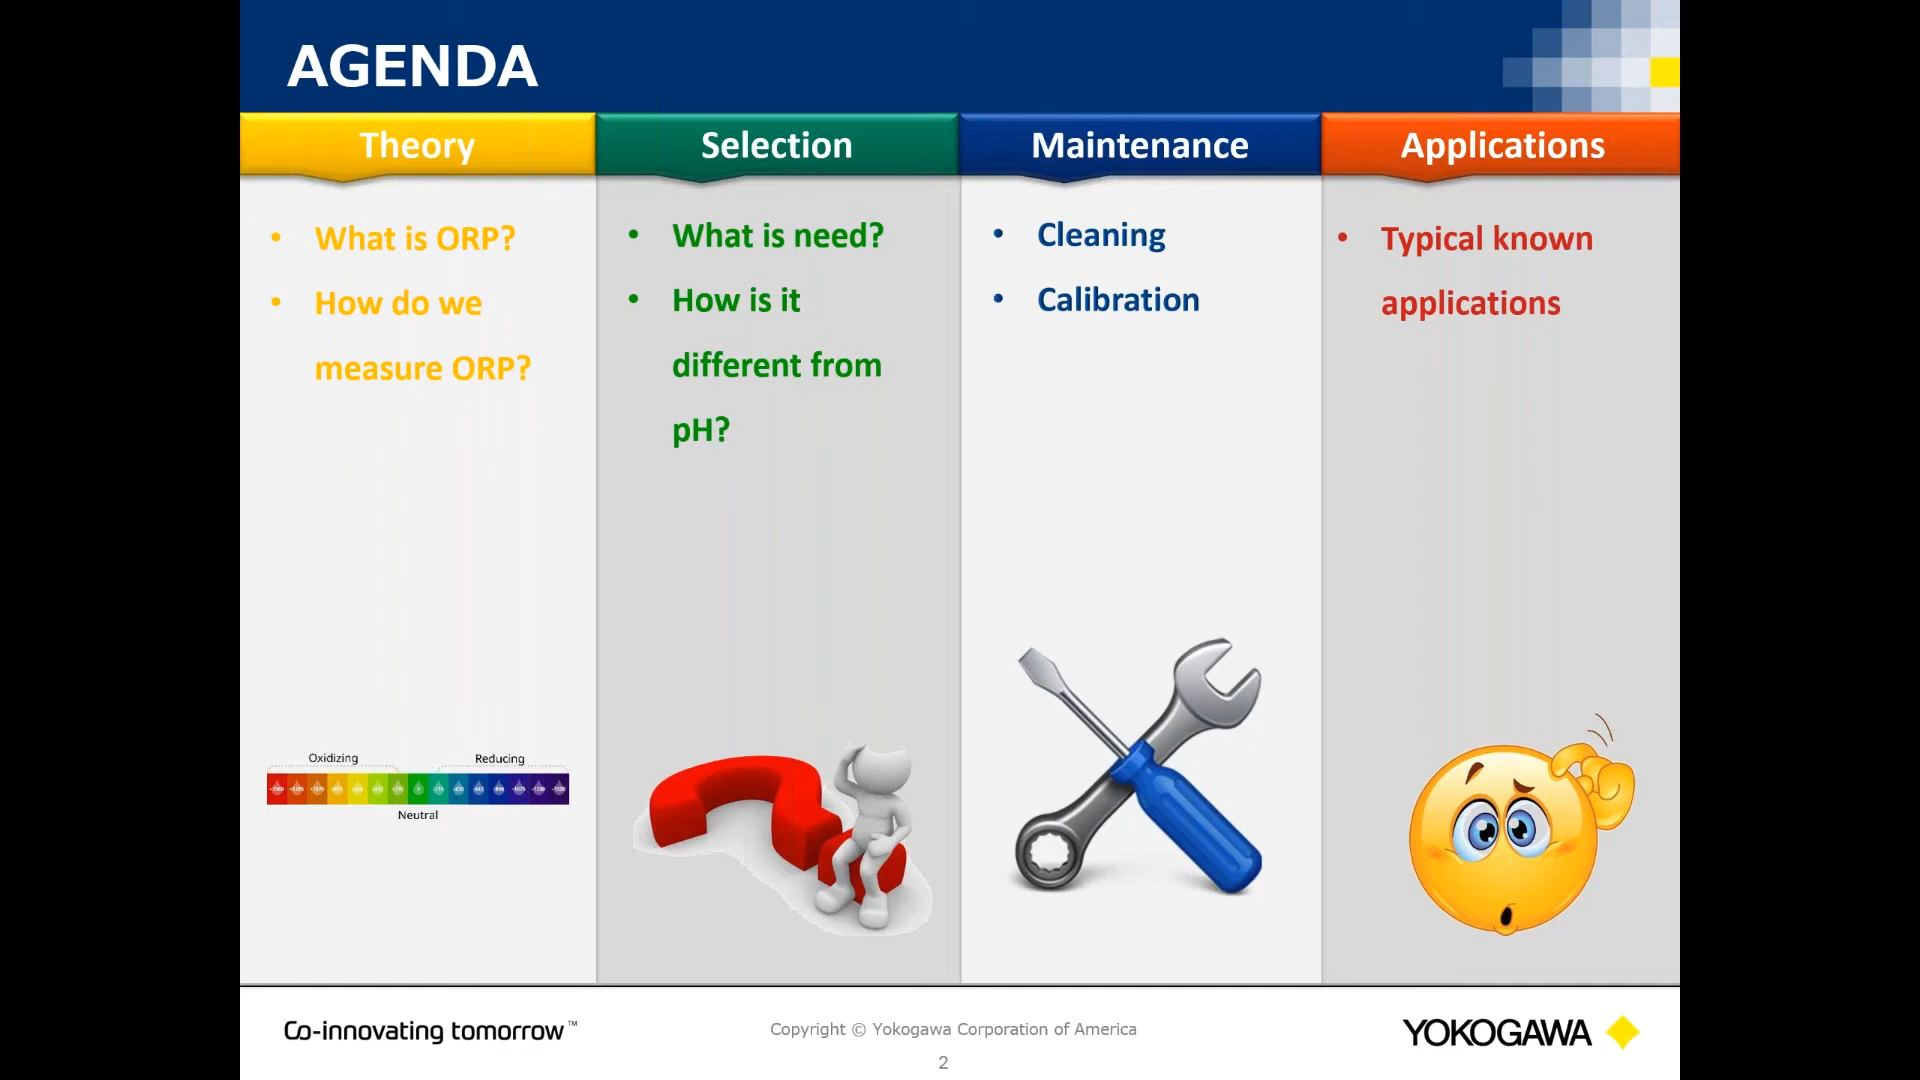 AGENDA
Theory
Selection
Maintenance
Applications
• What is ORP?
• How do we
measure ORP?
• What is need?
• How is it
different from
pH?
• Cleaning
• Calibration
• Typical known
applications
Oxidizing
Reducing
Neutral
Co-innovating tomorrow™
Copyright © Yokogawa Corporation of America
2
YOKOGAWA